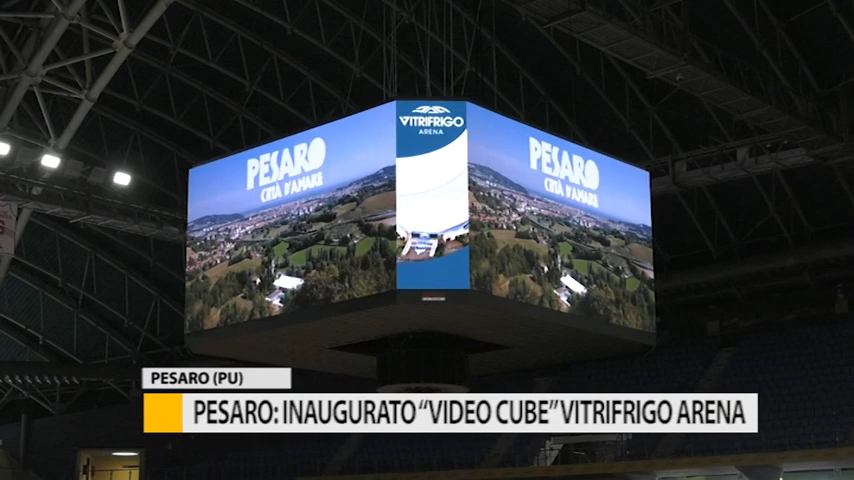 PESARO
CITTÀ D'AMARE
VITRIFRIGO
ARENA
PESARO
CITTÀ D'AMARE
PESARO (PU)
PESARO: INAUGURATO “VIDEO CUBE” VITRIFRIGO ARENA